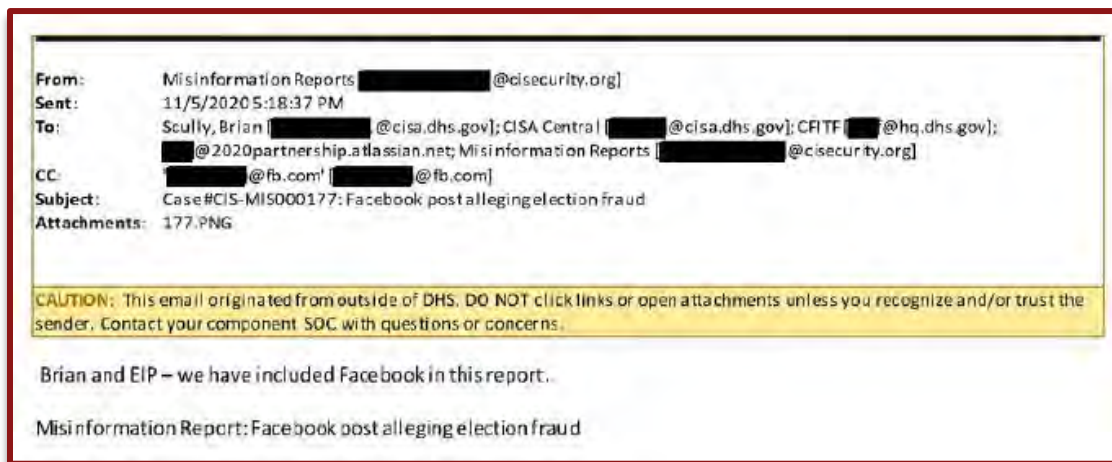 From: Misinformation Reports @cisecurity.org]
Sent: 11/5/2020 5:18:37 PM
To: Scully, Brian [ @cisa.dhs.gov]; CISA Central [ @cisa.dhs.gov]; CFITF [ f@hq.dhs.gov];
@2020partnership.atlassian.net; Misinformation Reports [ @cisecurity.org]
CC: ' @fb.com' [ @fb.com]
Subject: Case #CIS-MIS000177: Facebook post alleging election fraud
Attachments: 177.PNG
CAUTION: This email originated from outside of DHS. DO NOT click links or open attachments unless you recognize and/or trust the
sender. Contact your component SOC with questions or concerns.
Brian and EIP – we have included Facebook in this report.
Misinformation Report: Facebook post alleging election fraud